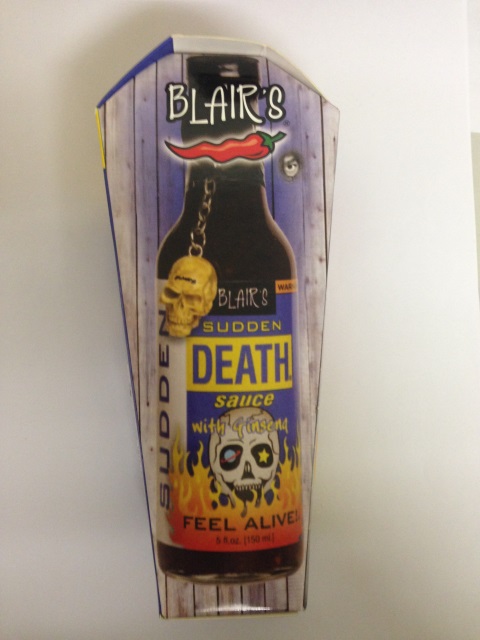 BLAIR'S
BLAIR'S
SUDDEN
SUDDEN
DEATH
sauce
with Ginseng
FEEL ALIVE!
5 fl oz. (150 mL)